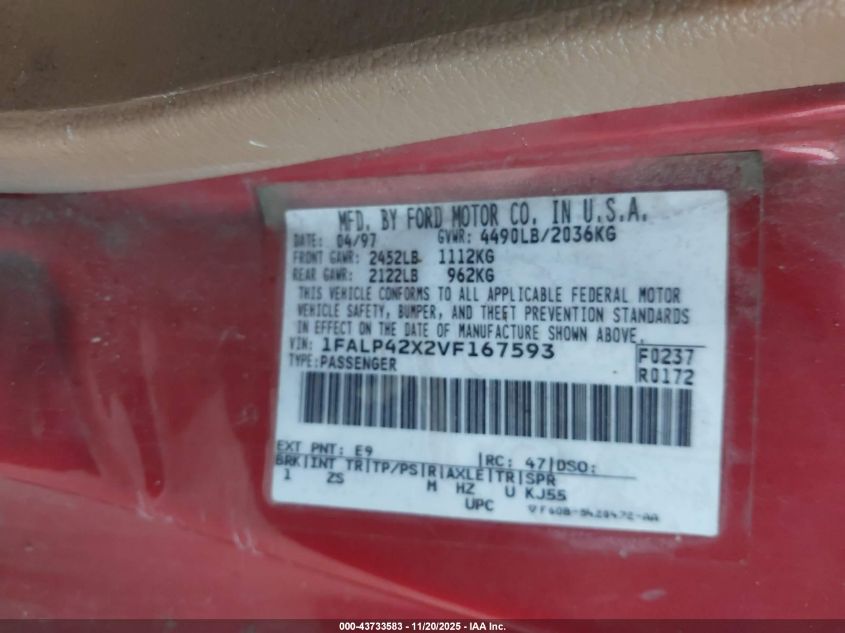 MFD. BY FORD MOTOR CO. IN U.S.A.
DATE: 04/97 GVWR: 4490LB/2036KG
FRONT GAWR: 2452LB 1112KG
REAR GAWR: 2122LB 962KG
THIS VEHICLE CONFORMS TO ALL APPLICABLE FEDERAL MOTOR
VEHICLE SAFETY, BUMPER, AND THEFT PREVENTION STANDARDS
IN EFFECT ON THE DATE OF MANUFACTURE SHOWN ABOVE.
VIN: 1FALP42X2VF167593
TYPE: PASSENGER
F0237
R0172
EXT PNT: E9 RC: 47 DSO:
BRK INT TR TP/PS R AXLE TR SPR
1 ZS M HZ U KJ55
UPC
000-43733583 - 11/20/2025 - IAA Inc.